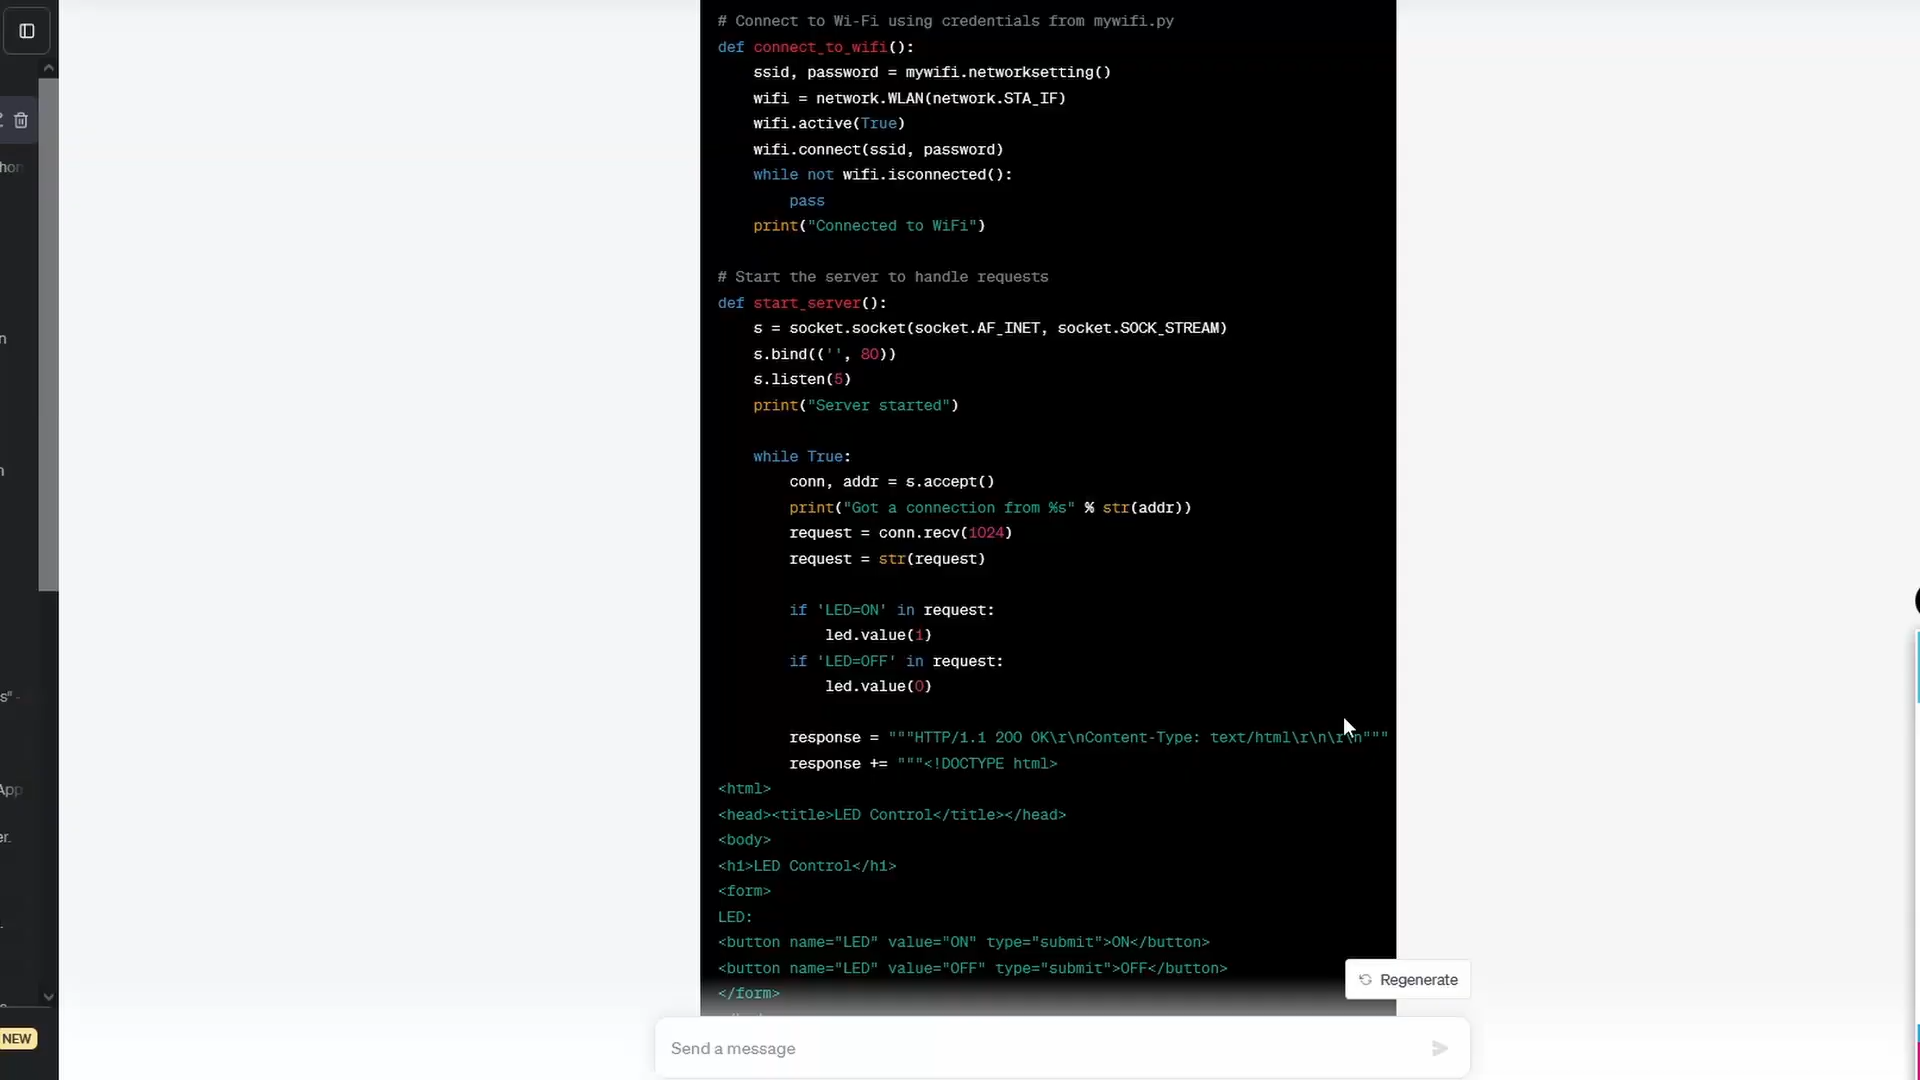 # Connect to Wi-Fi using credentials from mywifi.py
def connect_to_wifi():
    ssid, password = mywifi.networksetting()
    wifi = network.WLAN(network.STA_IF)
    wifi.active(True)
    wifi.connect(ssid, password)
    while not wifi.isconnected():
        pass
    print("Connected to WiFi")
# Start the server to handle requests
def start_server():
    s = socket.socket(socket.AF_INET, socket.SOCK_STREAM)
    s.bind(('', 80))
    s.listen(5)
    print("Server started")
    while True:
        conn, addr = s.accept()
        print("Got a connection from %s" % str(addr))
        request = conn.recv(1024)
        request = str(request)
        if 'LED=ON' in request:
            led.value(1)
        if 'LED=OFF' in request:
            led.value(0)
        response = """HTTP/1.1 200 OK\r\nContent-Type: text/html\r\n\r\n"""
        response += """<!DOCTYPE html>
<html>
<head><title>LED Control</title></head>
<body>
<h1>LED Control</h1>
<form>
LED:
<button name="LED" value="ON" type="submit">ON</button>
<button name="LED" value="OFF" type="submit">OFF</button>
</form>
Regenerate
Send a message
hon
n
s" -
App
er.
NEW